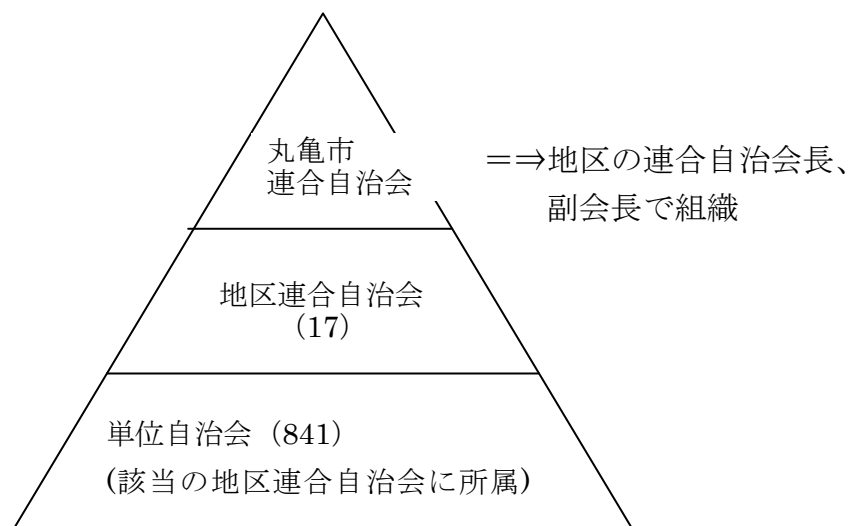 丸亀市
連合自治会
＝⇒地区の連合自治会長、
副会長で組織
地区連合自治会
（17）
単位自治会（841）
(該当の地区連合自治会に所属)